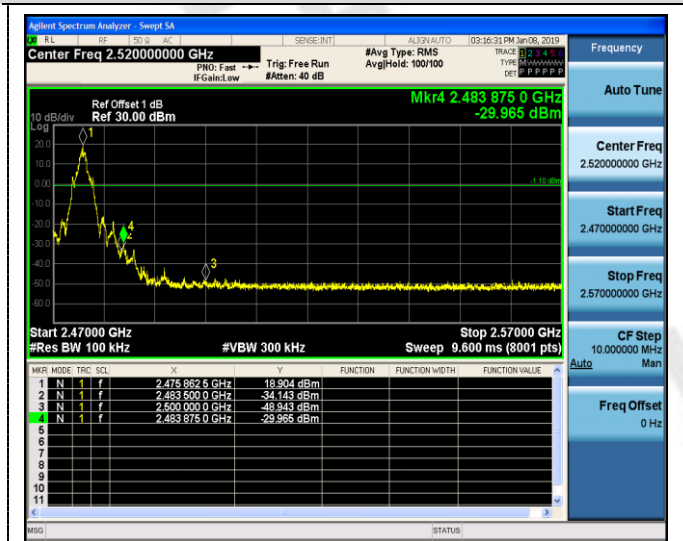 Agilent Spectrum Analyzer - Swept SA
RL RF 50 Ω AC SENSE:INT ALIGN AUTO 03:16:31 PM Jan 08, 2019
Center Freq 2.520000000 GHz
PNO: Fast
IFGain:Low
Trig: Free Run
#Atten: 40 dB
#Avg Type: RMS
Avg|Hold: 100/100
TRACE 1 2 3 4 5 6
TYPE M
DET P P P P P P
Ref Offset 1 dB
10 dB/div Ref 30.00 dBm
Log
Mkr4 2.483 875 0 GHz
-29.965 dBm
20.0
10.0
0.00
-10.0
-20.0
-30.0
-40.0
-50.0
-60.0
1
4
2
3
-1.10 dBm
Start 2.47000 GHz Stop 2.57000 GHz
#Res BW 100 kHz #VBW 300 kHz Sweep 9.600 ms (8001 pts)
MKR MODE TRC SCL X Y FUNCTION FUNCTION WIDTH FUNCTION VALUE
1 N 1 f 2.475 862 5 GHz 18.904 dBm
2 N 1 f 2.483 500 0 GHz -34.143 dBm
3 N 1 f 2.500 000 0 GHz -48.943 dBm
4 N 1 f 2.483 875 0 GHz -29.965 dBm
5
6
7
8
9
10
11
MSG STATUS
Frequency
Auto Tune
Center Freq
2.520000000 GHz
Start Freq
2.470000000 GHz
Stop Freq
2.570000000 GHz
CF Step
10.000000 MHz
Auto Man
Freq Offset
0 Hz